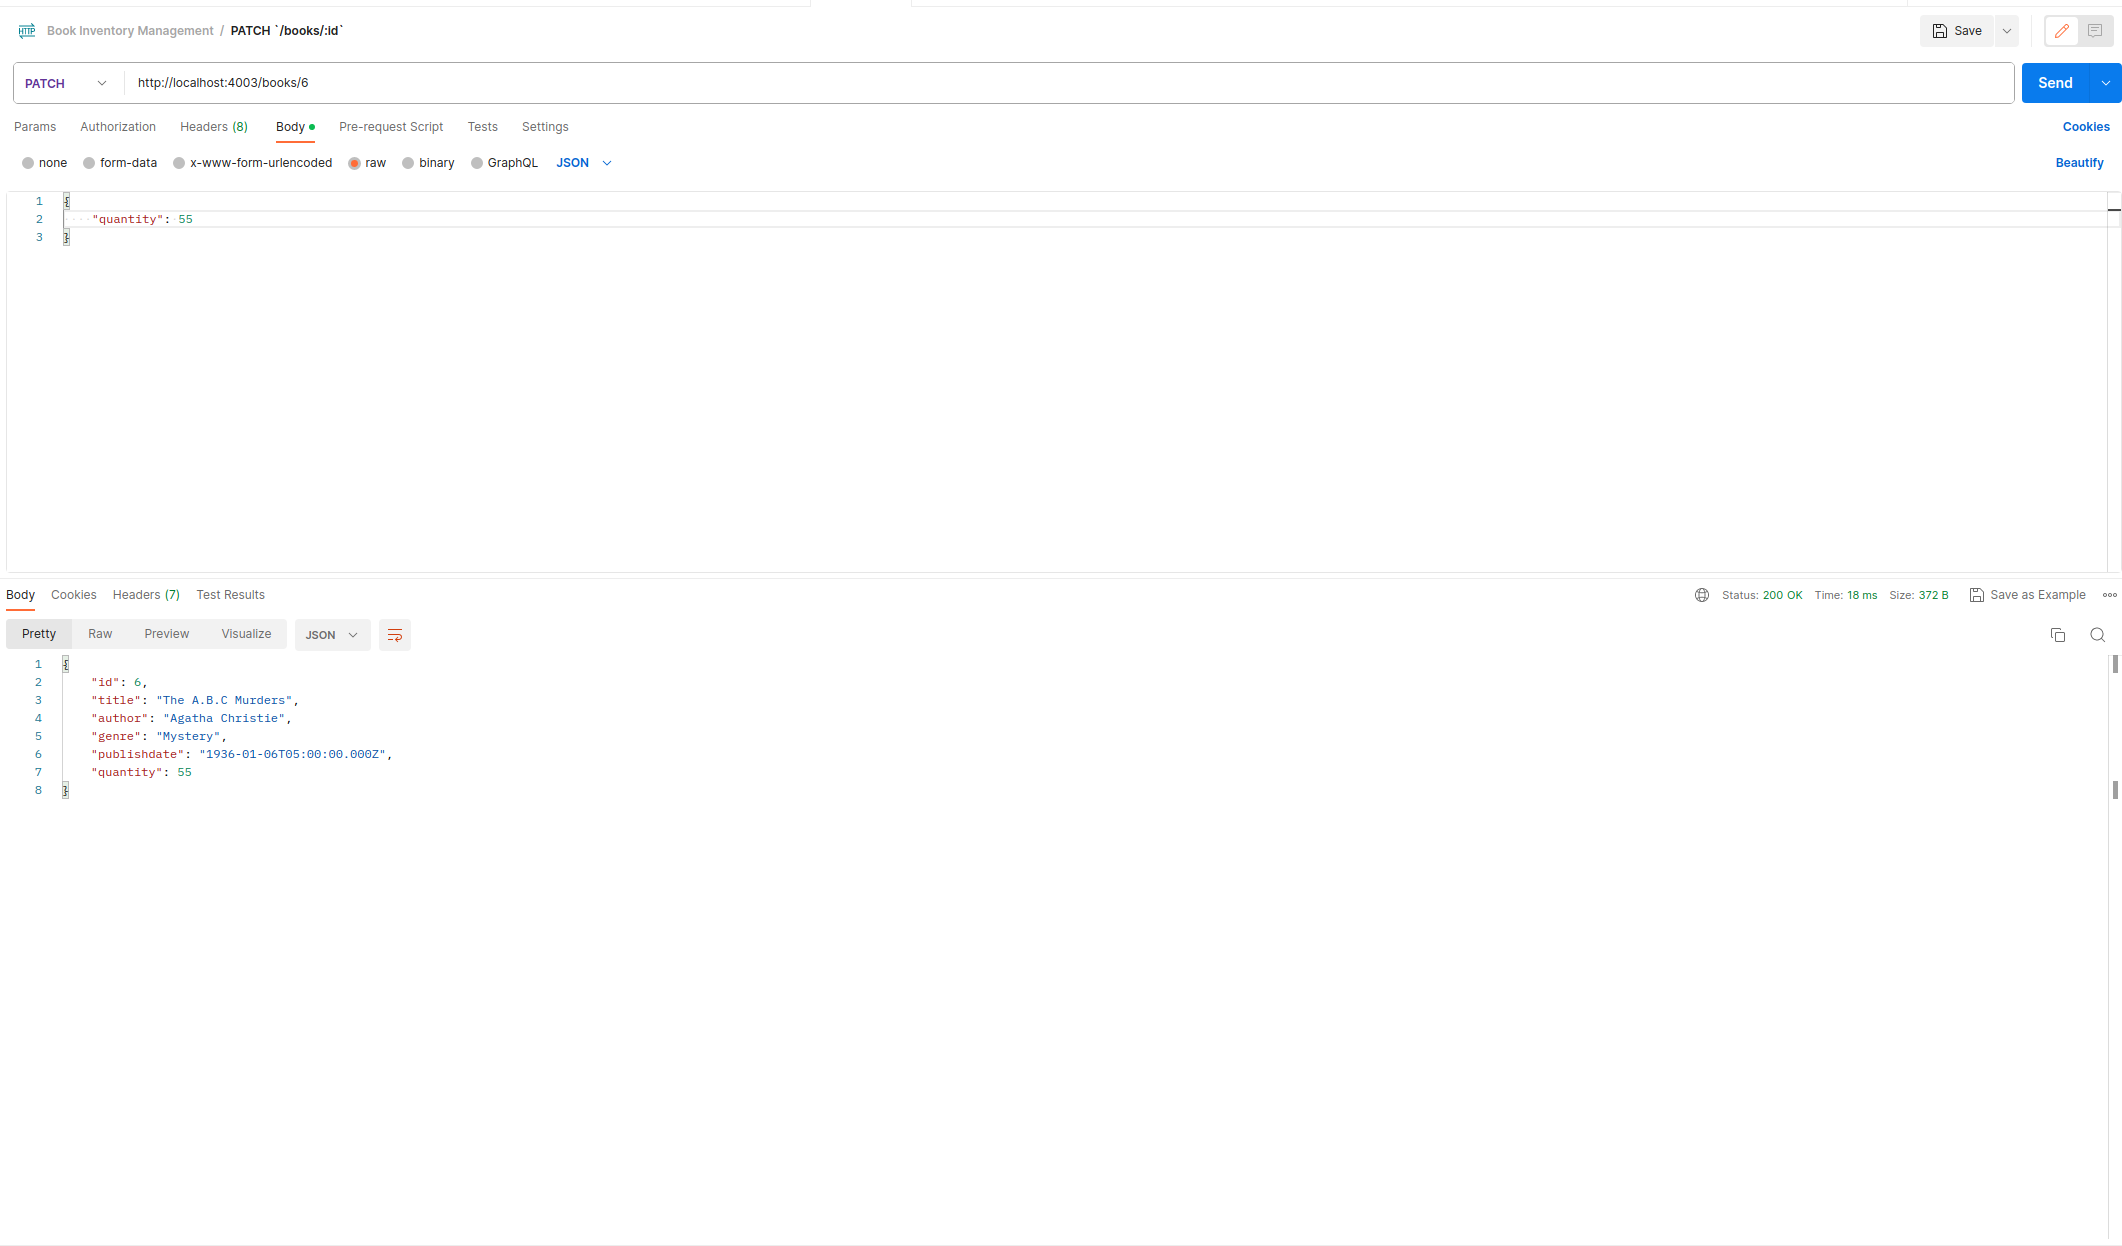 HTTP Book Inventory Management / PATCH `/books/:id` Save
PATCH http://localhost:4003/books/6 Send
Params Authorization Headers (8) Body Pre-request Script Tests Settings Cookies
none form-data x-www-form-urlencoded raw binary GraphQL JSON Beautify
1 {
2 ····"quantity":·55
3 }
Body Cookies Headers (7) Test Results Status: 200 OK Time: 18 ms Size: 372 B Save as Example
Pretty Raw Preview Visualize JSON
1 {
2 "id": 6,
3 "title": "The A.B.C Murders",
4 "author": "Agatha Christie",
5 "genre": "Mystery",
6 "publishdate": "1936-01-06T05:00:00.000Z",
7 "quantity": 55
8 }